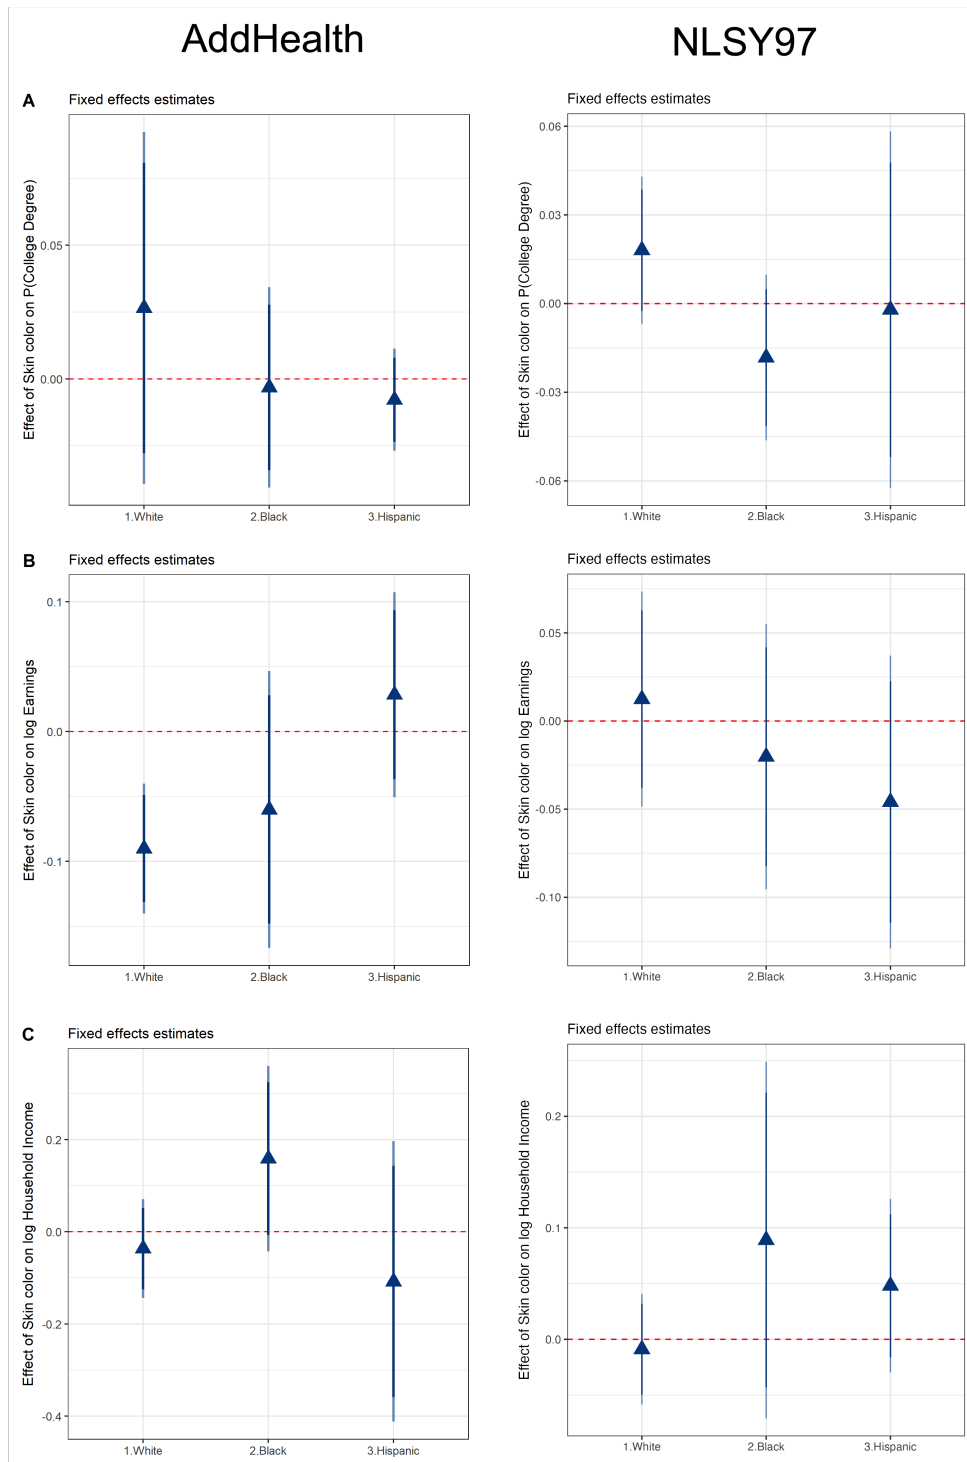 AddHealth
NLSY97
A
Fixed effects estimates
Effect of Skin color on P(College Degree)
0.05
0.00
1.White
2.Black
3.Hispanic
Fixed effects estimates
Effect of Skin color on P(College Degree)
0.06
0.03
0.00
-0.03
-0.06
1.White
2.Black
3.Hispanic
B
Fixed effects estimates
Effect of Skin color on log Earnings
0.1
0.0
-0.1
1.White
2.Black
3.Hispanic
Fixed effects estimates
Effect of Skin color on log Earnings
0.05
0.00
-0.05
-0.10
1.White
2.Black
3.Hispanic
C
Fixed effects estimates
Effect of Skin color on log Household Income
0.2
0.0
-0.2
-0.4
1.White
2.Black
3.Hispanic
Fixed effects estimates
Effect of Skin color on log Household Income
0.2
0.1
0.0
1.White
2.Black
3.Hispanic